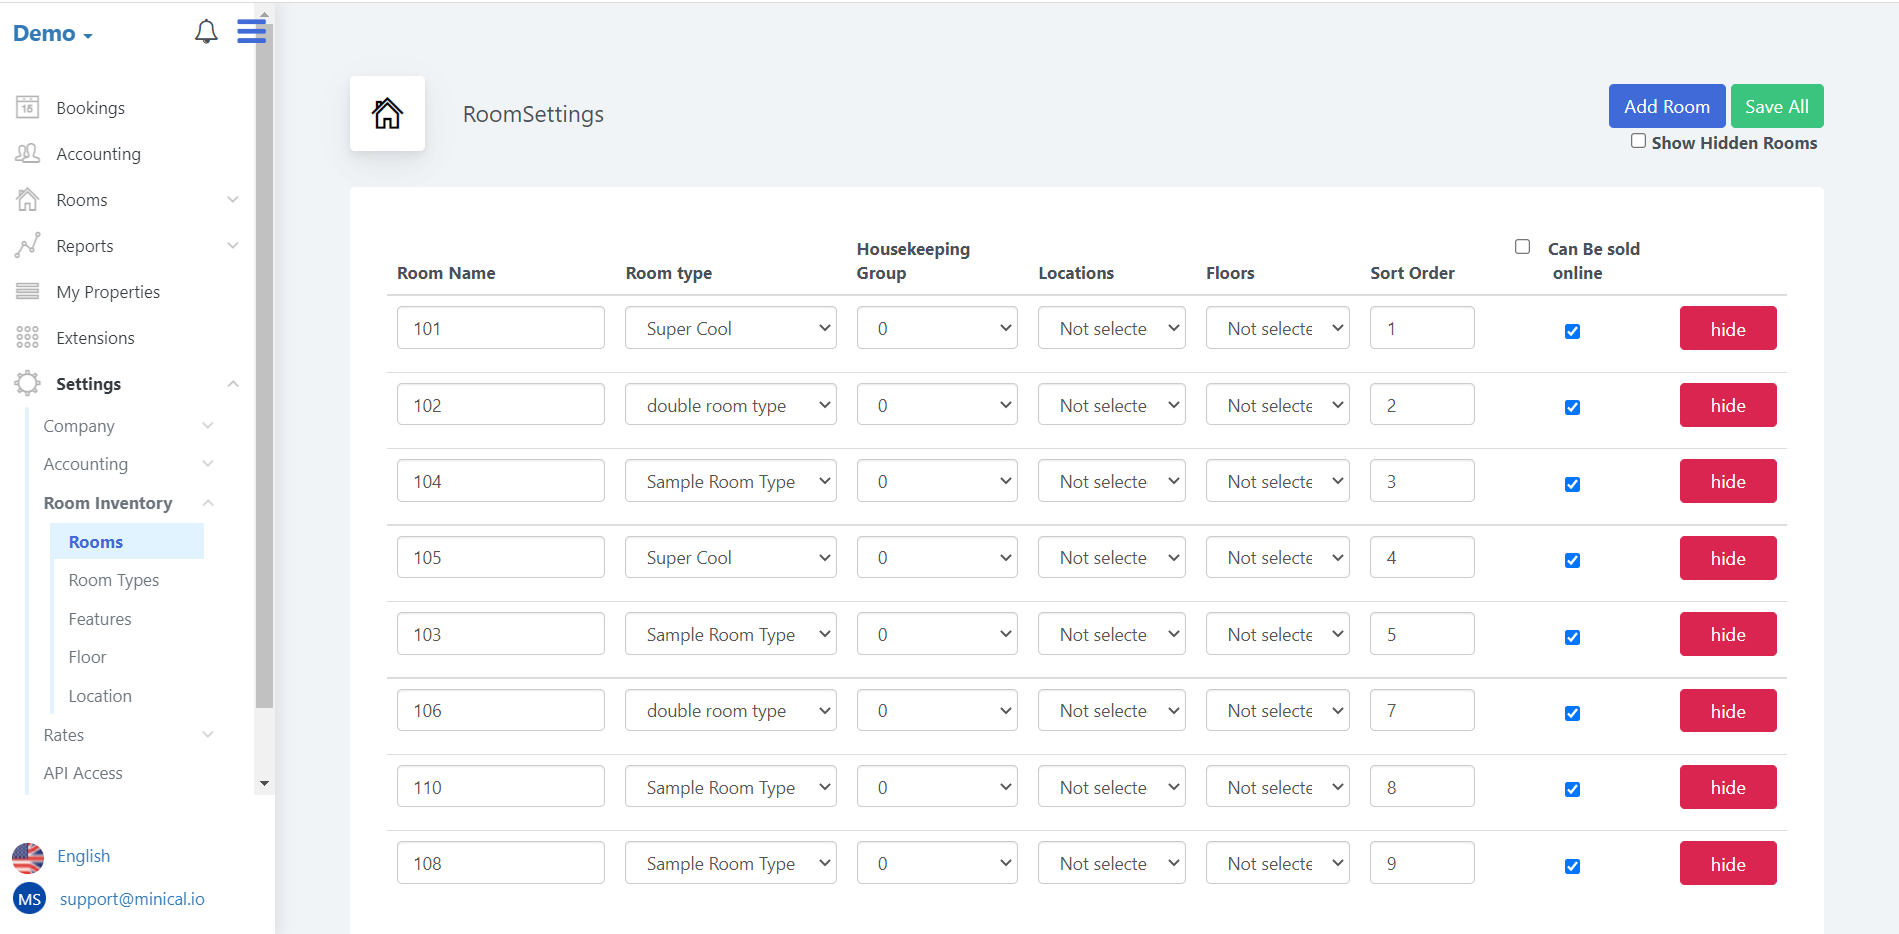 Demo
16
Bookings
Accounting
Rooms
Reports
My Properties
Extensions
Settings
Company
Accounting
Room Inventory
Rooms
Room Types
Features
Floor
Location
Rates
API Access
English
MS support@minical.io
RoomSettings
Add Room Save All
Show Hidden Rooms
Room Name Room type Housekeeping Group Locations Floors Sort Order Can Be sold online
101 Super Cool 0 Not selecte Not selecte 1 hide
102 double room type 0 Not selecte Not selecte 2 hide
104 Sample Room Type 0 Not selecte Not selecte 3 hide
105 Super Cool 0 Not selecte Not selecte 4 hide
103 Sample Room Type 0 Not selecte Not selecte 5 hide
106 double room type 0 Not selecte Not selecte 7 hide
110 Sample Room Type 0 Not selecte Not selecte 8 hide
108 Sample Room Type 0 Not selecte Not selecte 9 hide